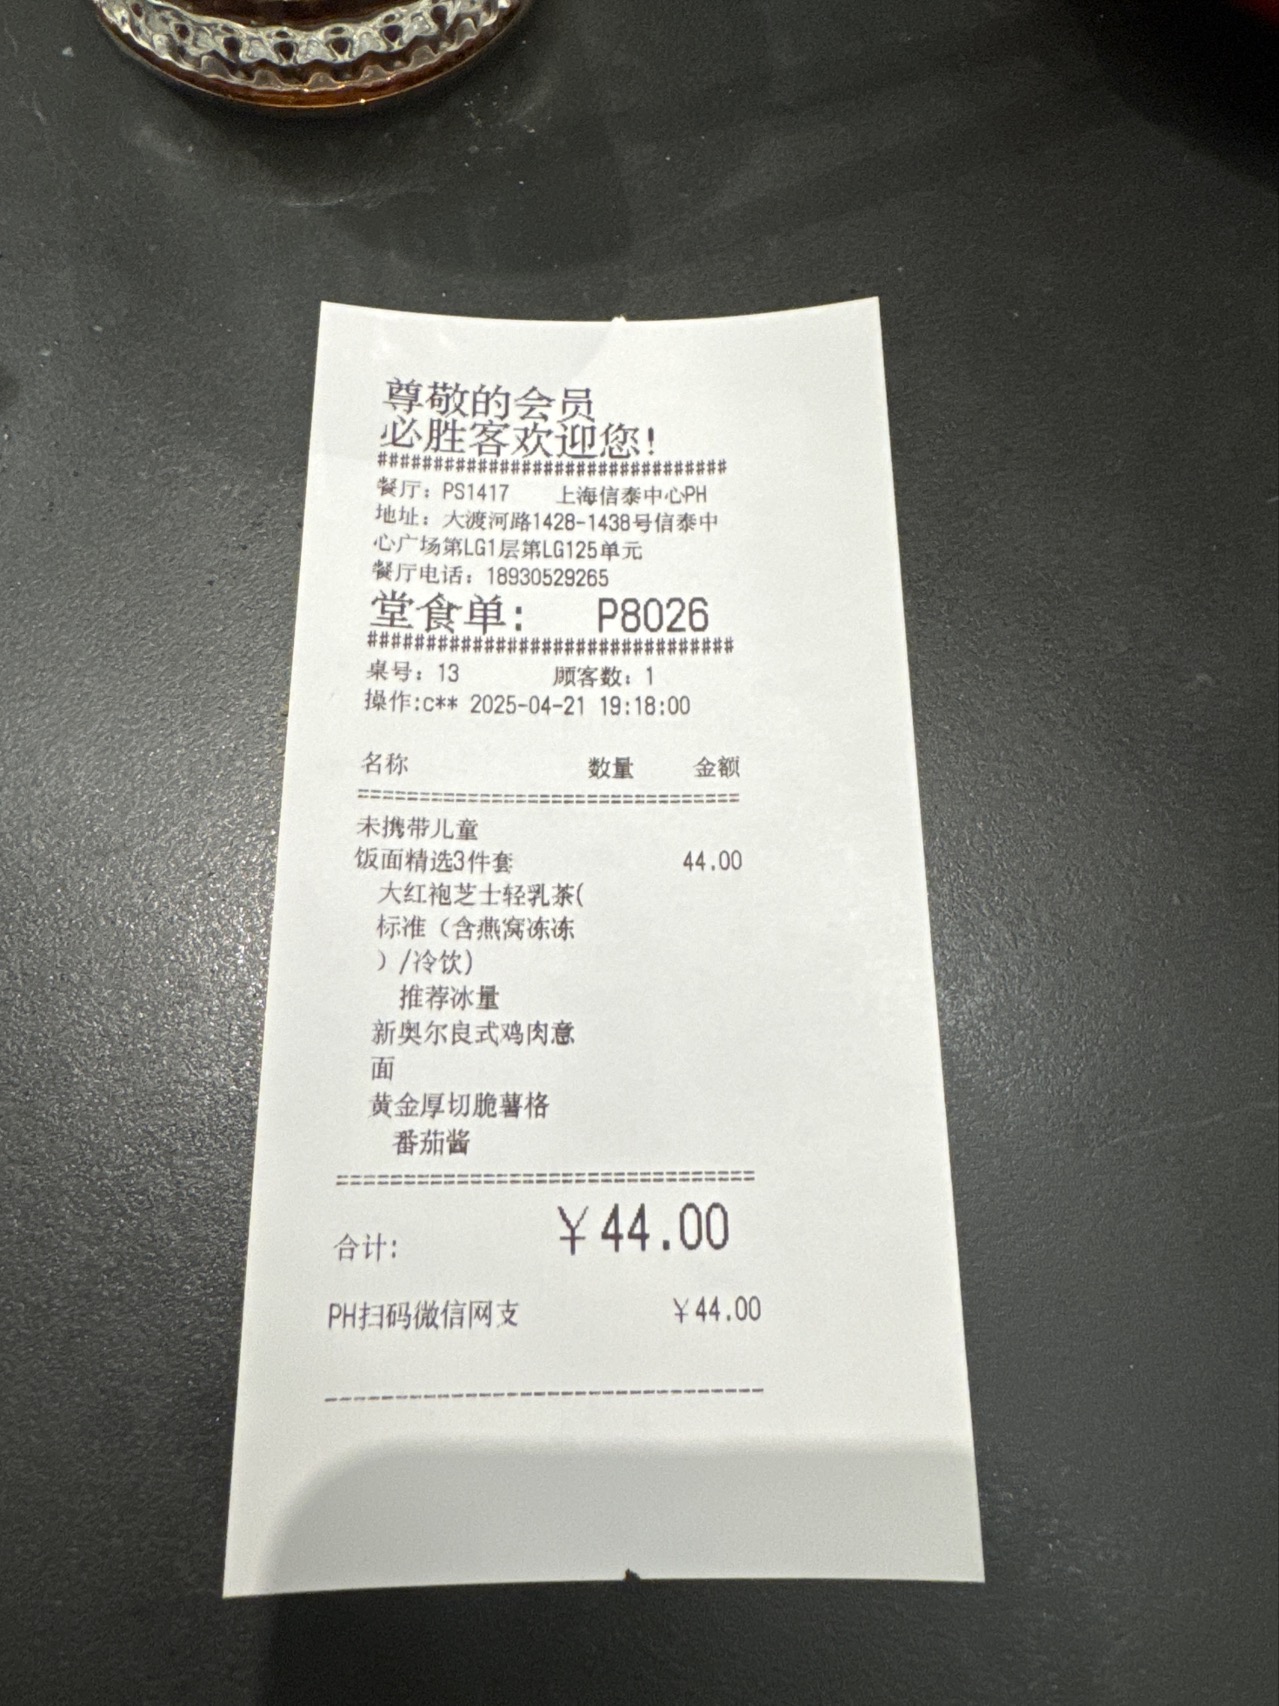 尊敬的会员
必胜客欢迎您!
##############################
餐厅: PS1417 上海信泰中心PH
地址: 大渡河路1428-1438号信泰中
心广场第LG1层第LG125单元
餐厅电话: 18930529265
堂食单: P8026
##############################
桌号: 13 顾客数: 1
操作:c** 2025-04-21 19:18:00
名称 数量 金额
================================
未携带儿童
饭面精选3件套 44.00
大红袍芝士轻乳茶(
标准（含燕窝冻冻
）/冷饮)
推荐冰量
新奥尔良式鸡肉意
面
黄金厚切脆薯格
番茄酱
================================
合计: ￥44.00
PH扫码微信网支 ￥44.00
--------------------------------